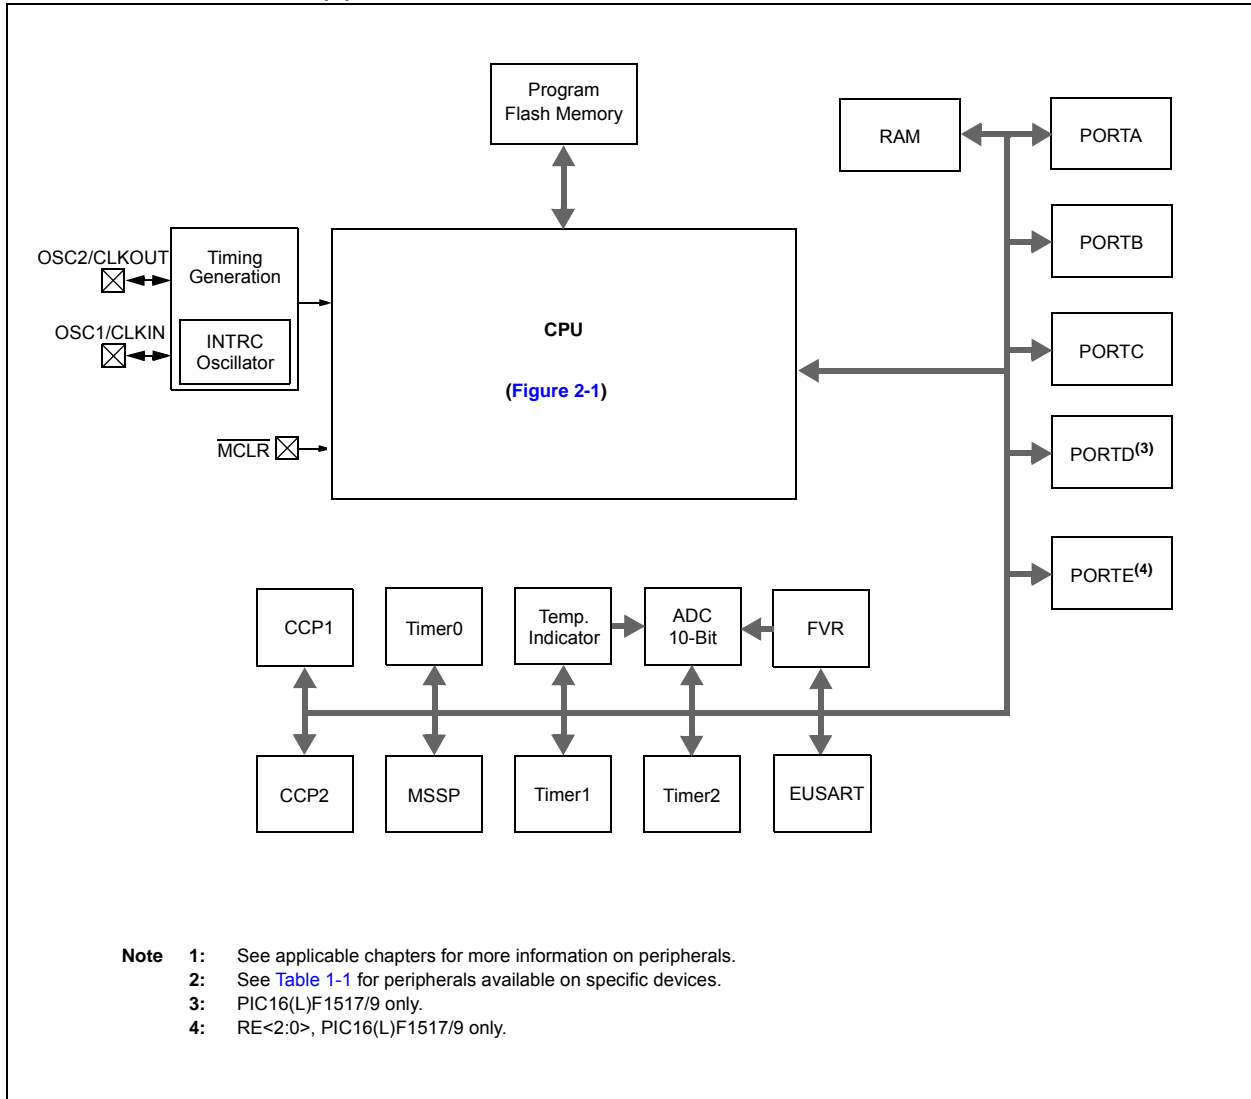 Program
Flash Memory
RAM
PORTA
OSC2/CLKOUT
Timing
Generation
PORTB
OSC1/CLKIN
INTRC
Oscillator
CPU
(Figure 2-1)
PORTC
MCLR
PORTD(3)
PORTE(4)
CCP1
Timer0
Temp.
Indicator
ADC
10-Bit
FVR
CCP2
MSSP
Timer1
Timer2
EUSART
Note 1: See applicable chapters for more information on peripherals.
2: See Table 1-1 for peripherals available on specific devices.
3: PIC16(L)F1517/9 only.
4: RE<2:0>, PIC16(L)F1517/9 only.